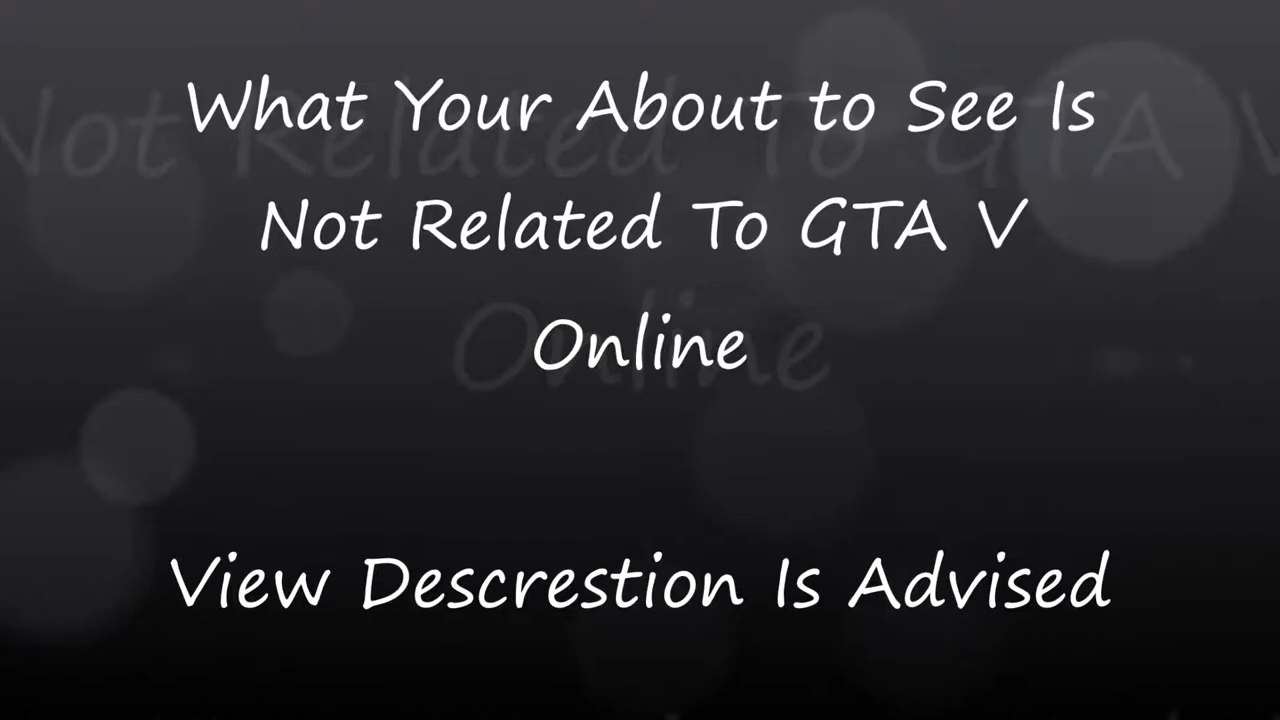 What Your About to See Is
Not Related To GTA V
Online
View Descrestion Is Advised